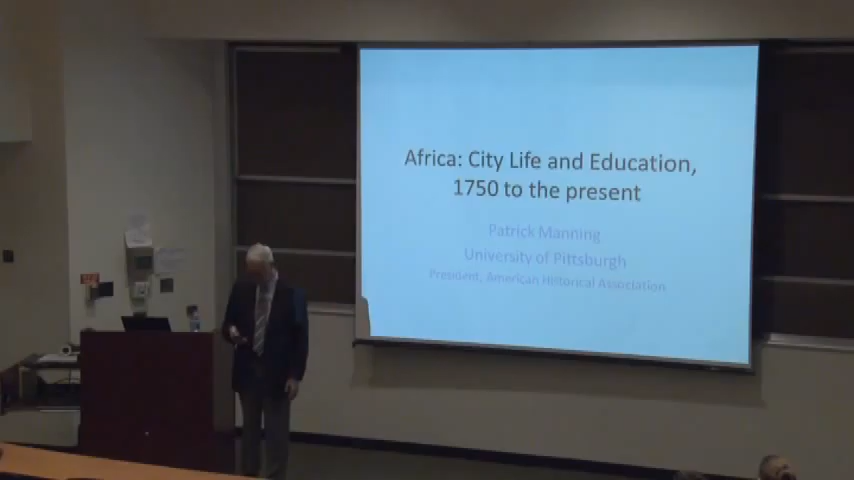 Africa: City Life and Education,
1750 to the present
Patrick Manning
University of Pittsburgh
President, American Historical Association